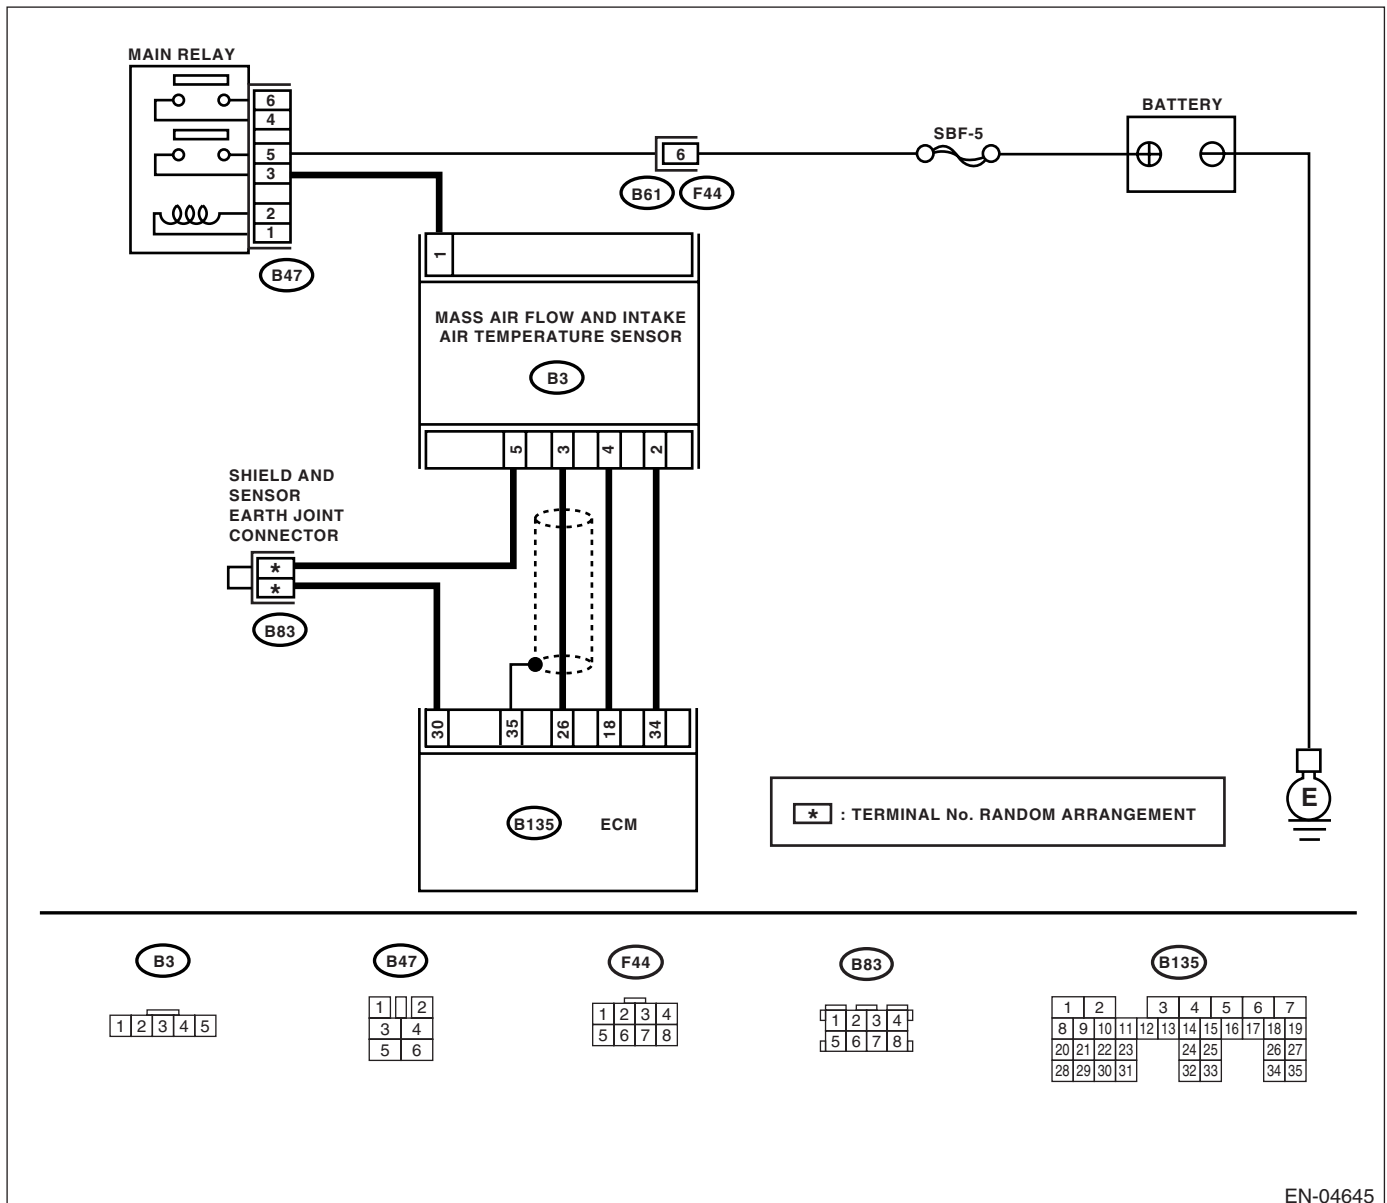 MAIN RELAY
6
4
5
3
2
1
B47
6
B61 F44
SBF-5
BATTERY
1
MASS AIR FLOW AND INTAKE
AIR TEMPERATURE SENSOR
B3
5 3 4 2
SHIELD AND
SENSOR
EARTH JOINT
CONNECTOR
*
*
B83
30 35 26 18 34
B135 ECM
* : TERMINAL No. RANDOM ARRANGEMENT
E
B3
1 2 3 4 5
B47
1 2
3 4
5 6
F44
1 2 3 4
5 6 7 8
B83
1 2 3 4
5 6 7 8
B135
1 2 3 4 5 6 7
8 9 10 11 12 13 14 15 16 17 18 19
20 21 22 23 24 25 26 27
28 29 30 31 32 33 34 35
EN-04645